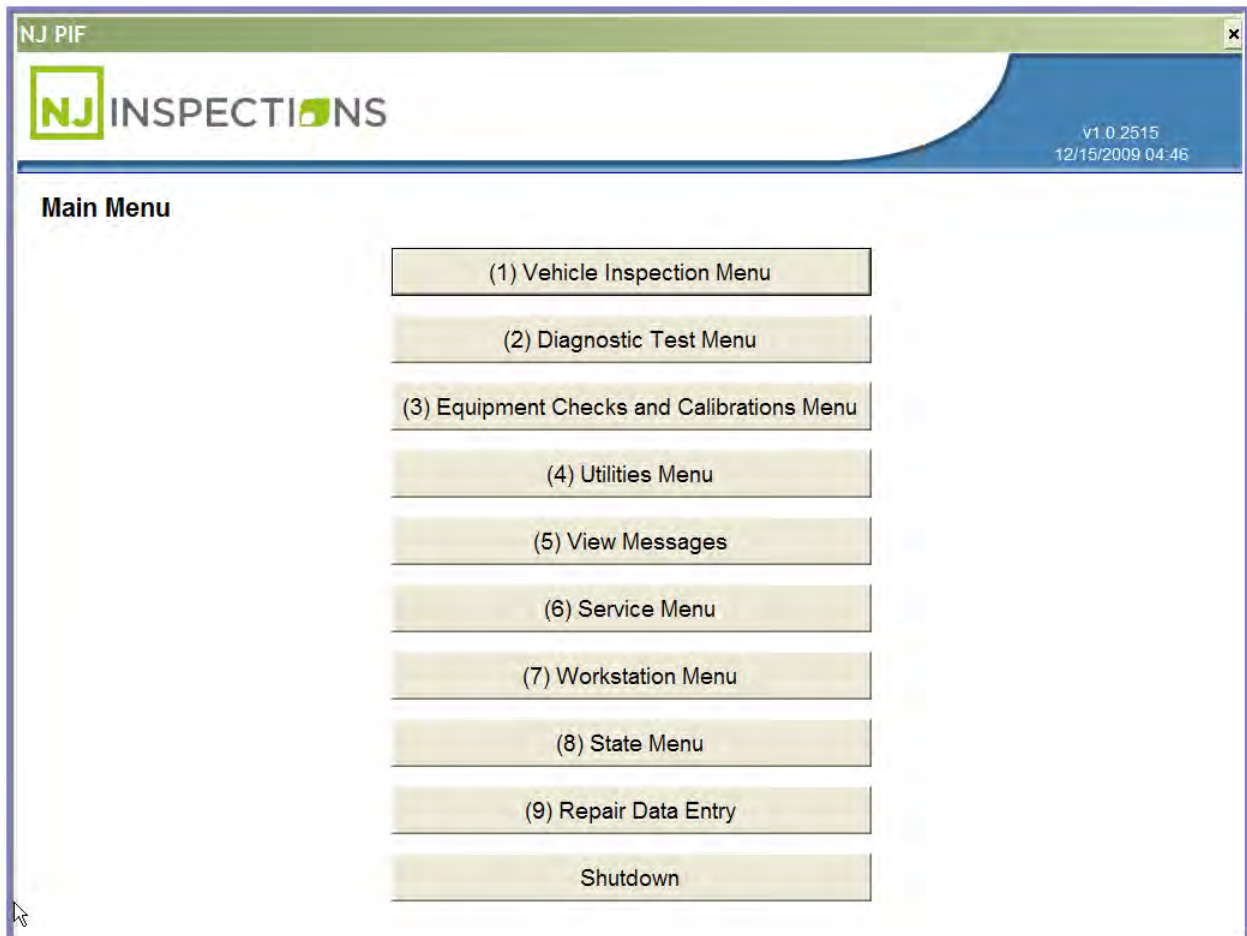 NJ PIF
NJ INSPECTIONS
v1.0.2515
12/15/2009 04:46
Main Menu
(1) Vehicle Inspection Menu
(2) Diagnostic Test Menu
(3) Equipment Checks and Calibrations Menu
(4) Utilities Menu
(5) View Messages
(6) Service Menu
(7) Workstation Menu
(8) State Menu
(9) Repair Data Entry
Shutdown